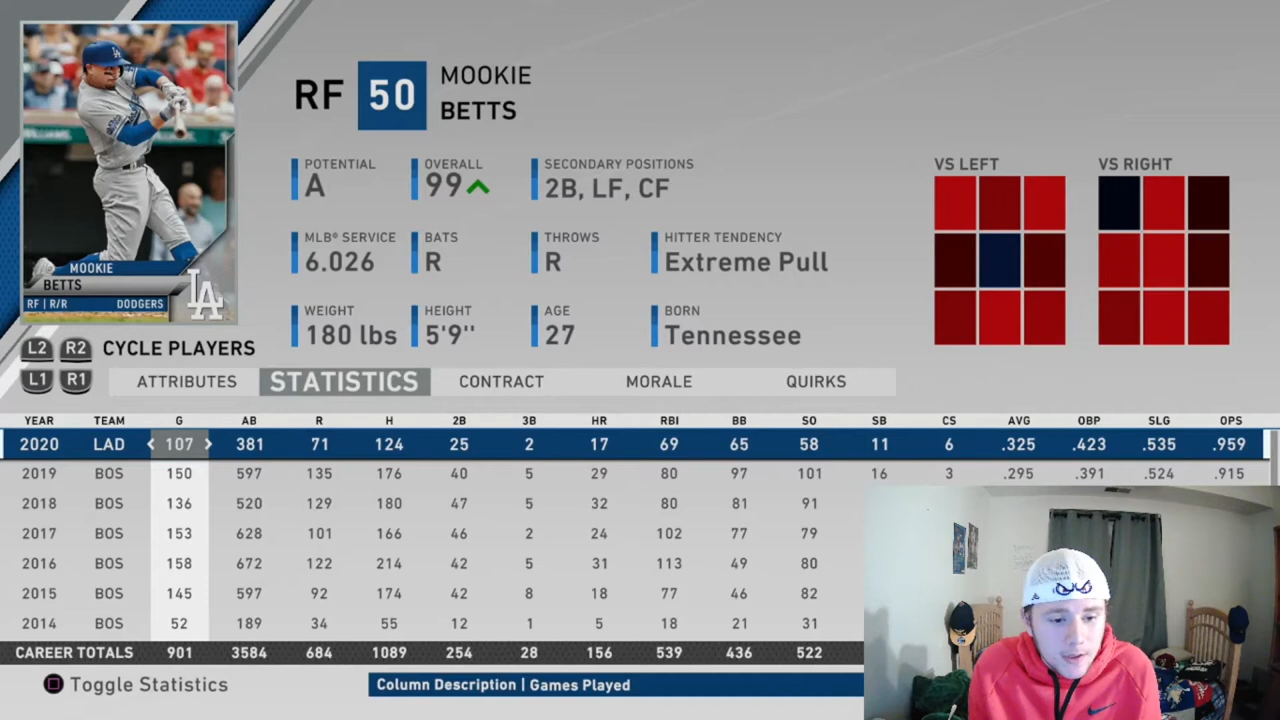 RF 50 MOOKIE BETTS
POTENTIAL
A
OVERALL
99
SECONDARY POSITIONS
2B, LF, CF
MLB® SERVICE
6.026
BATS
R
THROWS
R
HITTER TENDENCY
Extreme Pull
WEIGHT
180 lbs
HEIGHT
5'9"
AGE
27
BORN
Tennessee
VS LEFT
VS RIGHT
MOOKIE
BETTS
RF | R/R DODGERS
LA
L2 R2 CYCLE PLAYERS
L1 R1 ATTRIBUTES STATISTICS CONTRACT MORALE QUIRKS
YEAR TEAM G AB R H 2B 3B HR RBI BB SO SB CS AVG OBP SLG OPS
2020 LAD < 107 > 381 71 124 25 2 17 69 65 58 11 6 .325 .423 .535 .959
2019 BOS 150 597 135 176 40 5 29 80 97 101 16 3 .295 .391 .524 .915
2018 BOS 136 520 129 180 47 5 32 80 81 91
2017 BOS 153 628 101 166 46 2 24 102 77 79
2016 BOS 158 672 122 214 42 5 31 113 49 80
2015 BOS 145 597 92 174 42 8 18 77 46 82
2014 BOS 52 189 34 55 12 1 5 18 21 31
CAREER TOTALS 901 3584 684 1089 254 28 156 539 436 522
Toggle Statistics
Column Description | Games Played